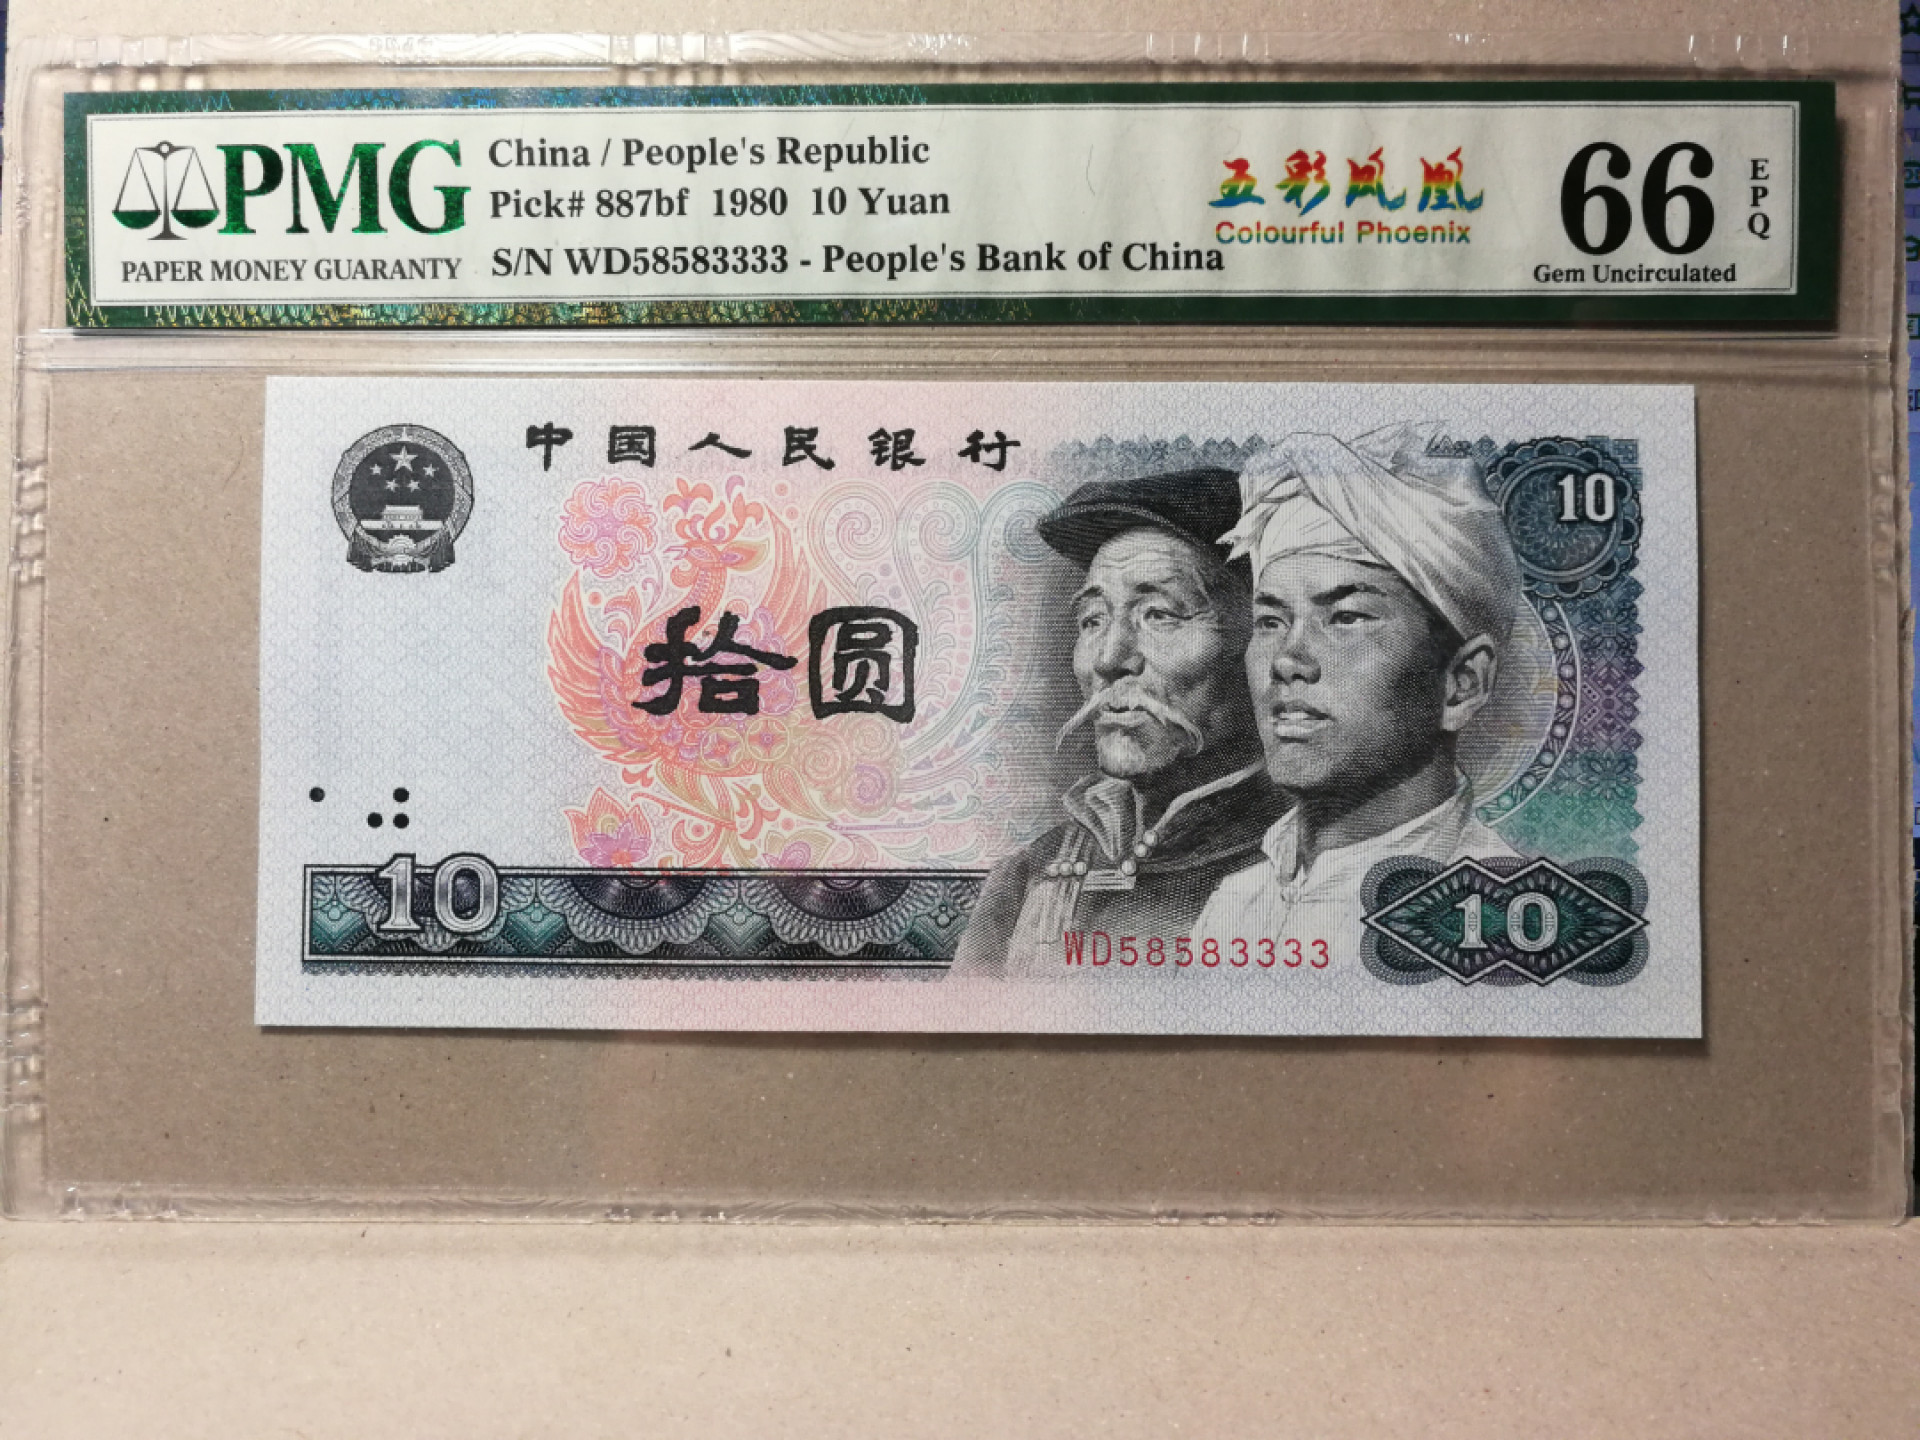 PMG
PAPER MONEY GUARANTY
China / People's Republic
Pick# 887bf 1980 10 Yuan
S/N WD58583333 - People's Bank of China
五彩凤凰
Colourful Phoenix
66
EPQ
Gem Uncirculated
中国人民银行
10
拾圆
10
WD58583333
10